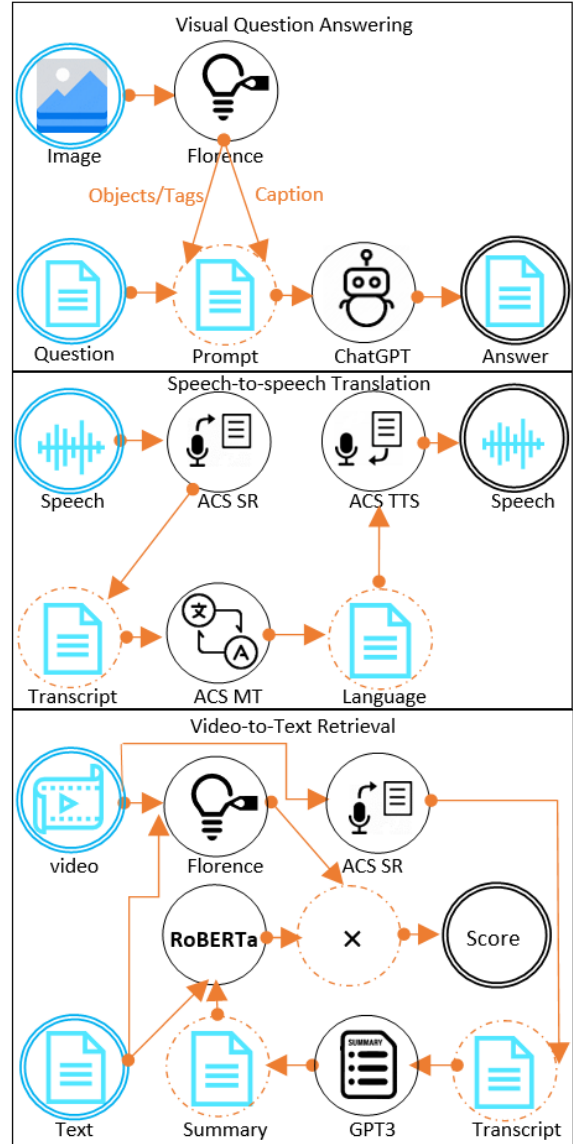 Visual Question Answering
Image
Florence
Objects/Tags
Caption
Question
Prompt
ChatGPT
Answer
Speech-to-speech Translation
Speech
ACS SR
ACS TTS
Speech
Transcript
ACS MT
Language
Video-to-Text Retrieval
video
Florence
ACS SR
RoBERTa
×
Score
SUMMARY
Text
Summary
GPT3
Transcript